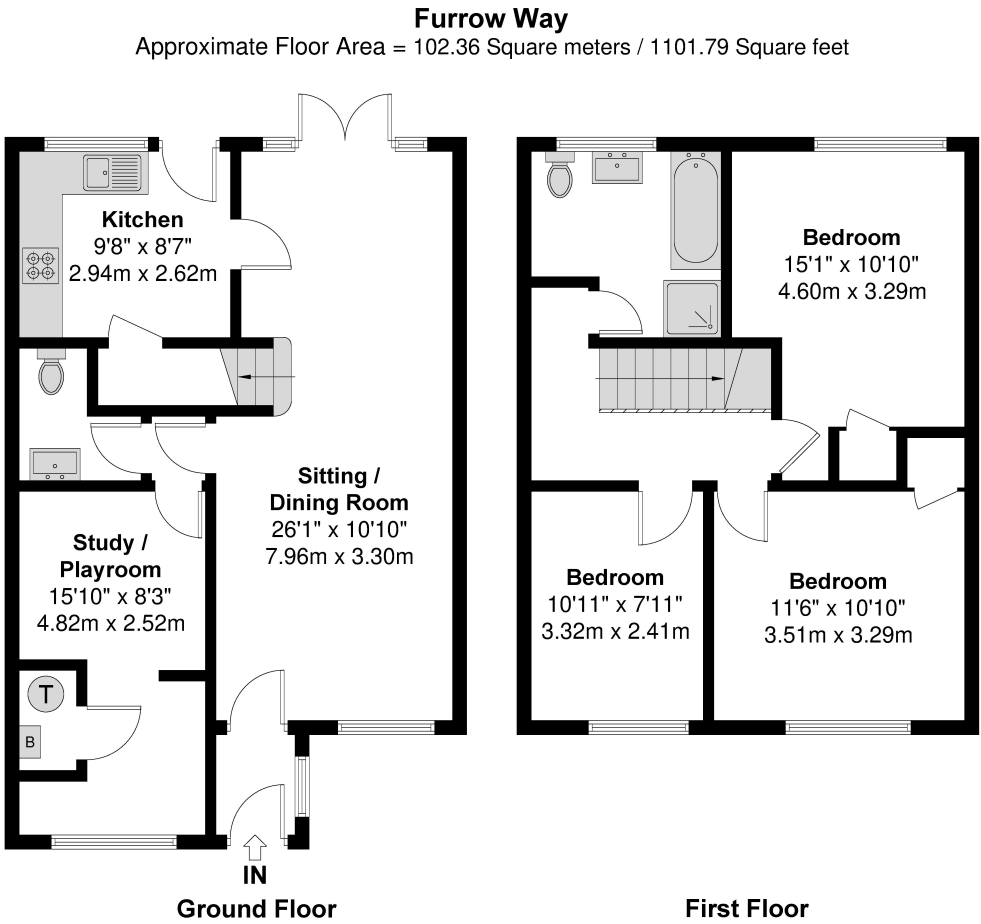 Furrow Way
Approximate Floor Area = 102.36 Square meters / 1101.79 Square feet
Kitchen
9'8" x 8'7"
2.94m x 2.62m
Sitting /
Dining Room
26'1" x 10'10"
7.96m x 3.30m
Study /
Playroom
15'10" x 8'3"
4.82m x 2.52m
T
B
IN
Ground Floor
Bedroom
15'1" x 10'10"
4.60m x 3.29m
Bedroom
10'11" x 7'11"
3.32m x 2.41m
Bedroom
11'6" x 10'10"
3.51m x 3.29m
First Floor